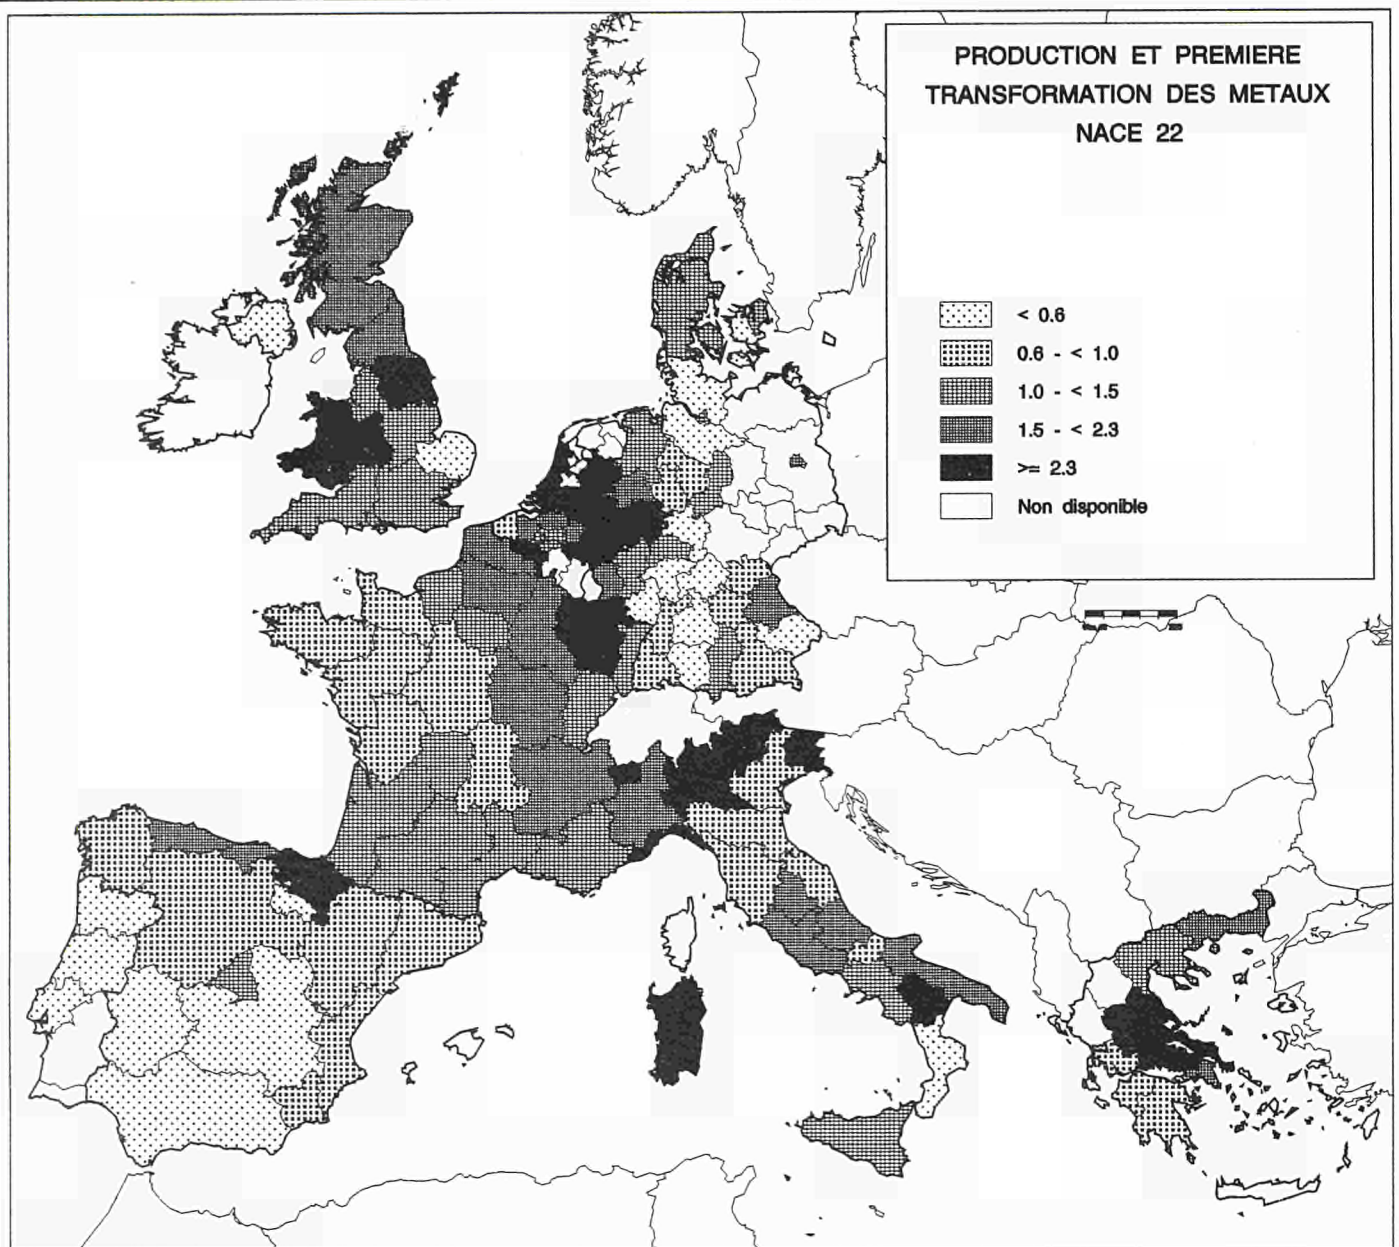 PRODUCTION ET PREMIERE
TRANSFORMATION DES METAUX
NACE 22
< 0.6
0.6 - < 1.0
1.0 - < 1.5
1.5 - < 2.3
>= 2.3
Non disponible